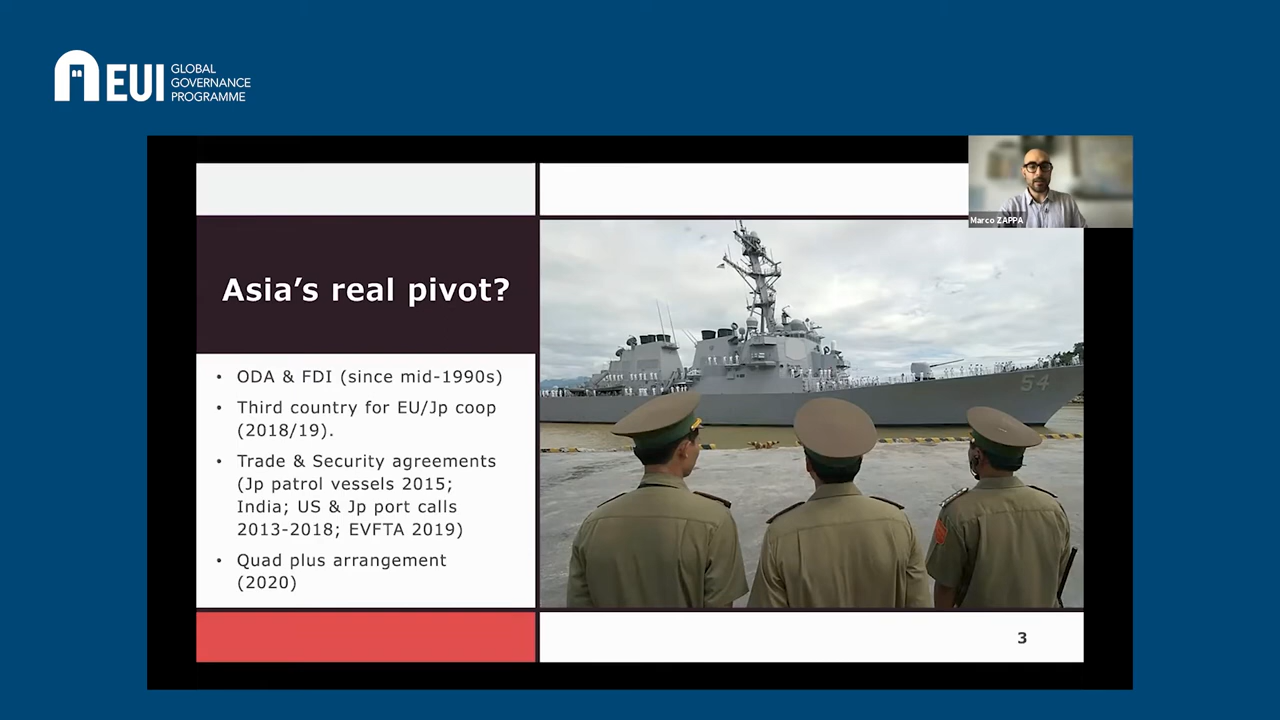 EUI
GLOBAL
GOVERNANCE
PROGRAMME
Marco ZAPPA
Asia’s real pivot?
54
• ODA & FDI (since mid-1990s)
• Third country for EU/Jp coop
(2018/19).
• Trade & Security agreements
(Jp patrol vessels 2015;
India; US & Jp port calls
2013-2018; EVFTA 2019)
• Quad plus arrangement
(2020)
3